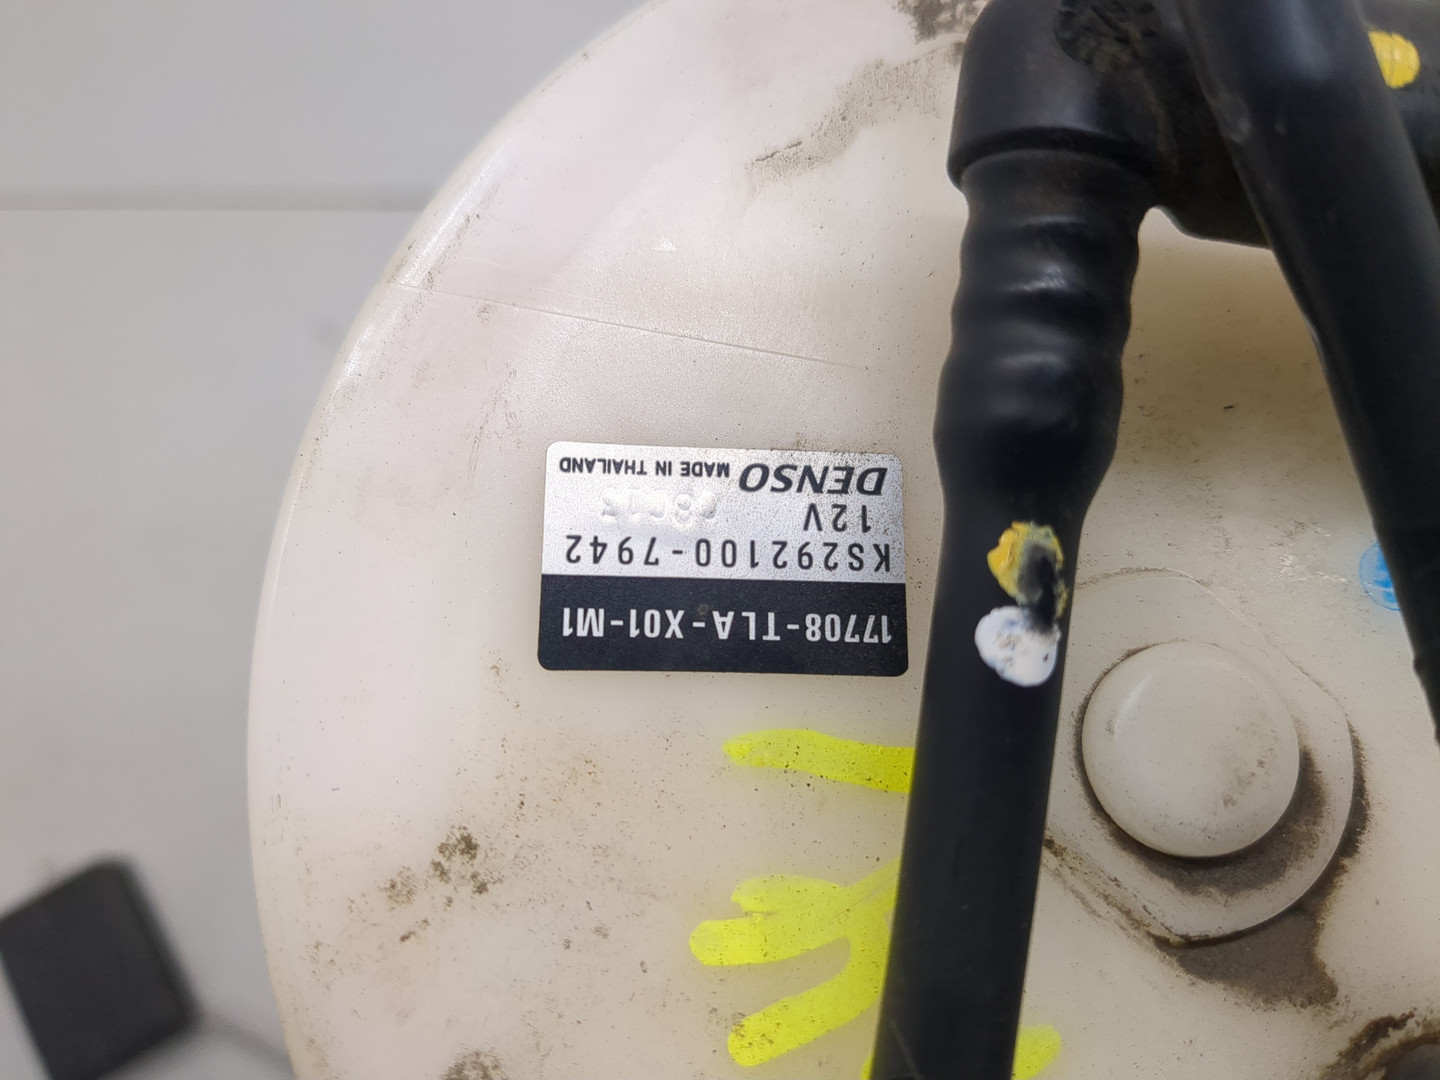 17708-TLA-X01-M1
KS292100-7942
12V
DENSO MADE IN THAILAND